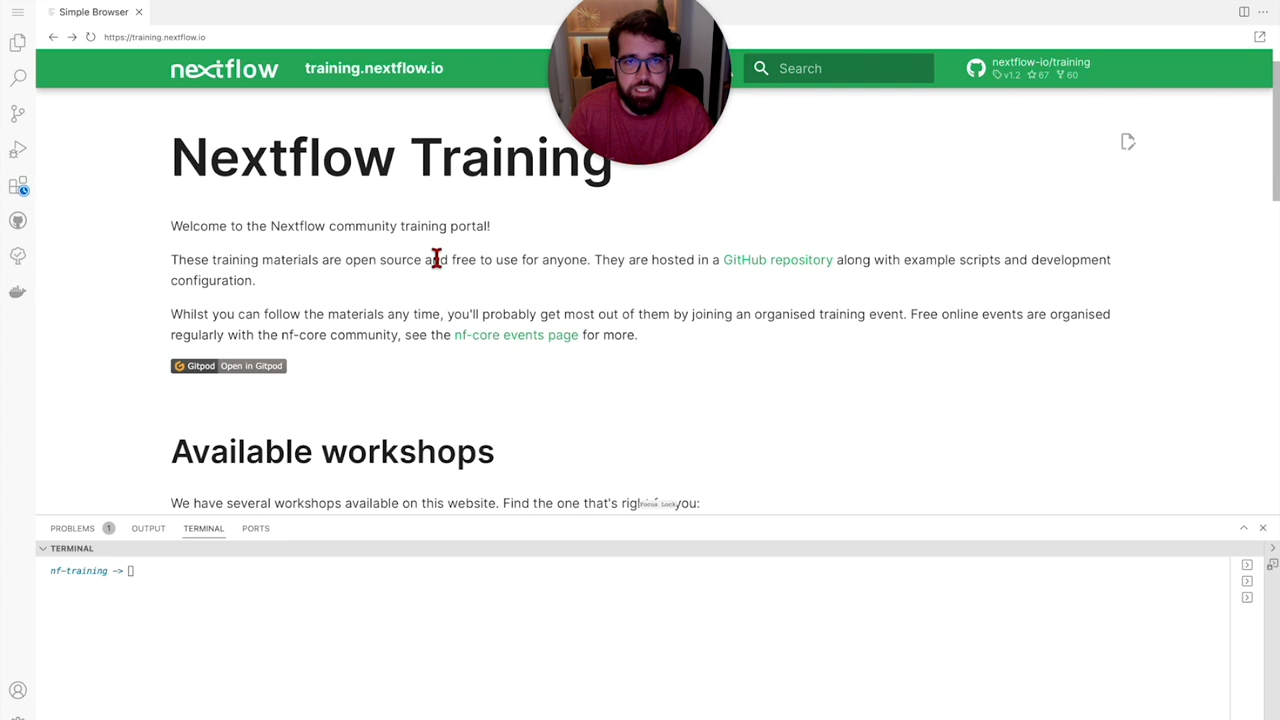 Simple Browser
https://training.nextflow.io
nextflow
training.nextflow.io
Search
nextflow-io/training
v1.2 67 60
Nextflow Training
Welcome to the Nextflow community training portal!
These training materials are open source and free to use for anyone. They are hosted in a GitHub repository along with example scripts and development
configuration.
Whilst you can follow the materials any time, you'll probably get most out of them by joining an organised training event. Free online events are organised
regularly with the nf-core community, see the nf-core events page for more.
Gitpod Open in Gitpod
Available workshops
We have several workshops available on this website. Find the one that's right for you:
Focus Lock
PROBLEMS 1 OUTPUT TERMINAL PORTS
TERMINAL
nf-training ->